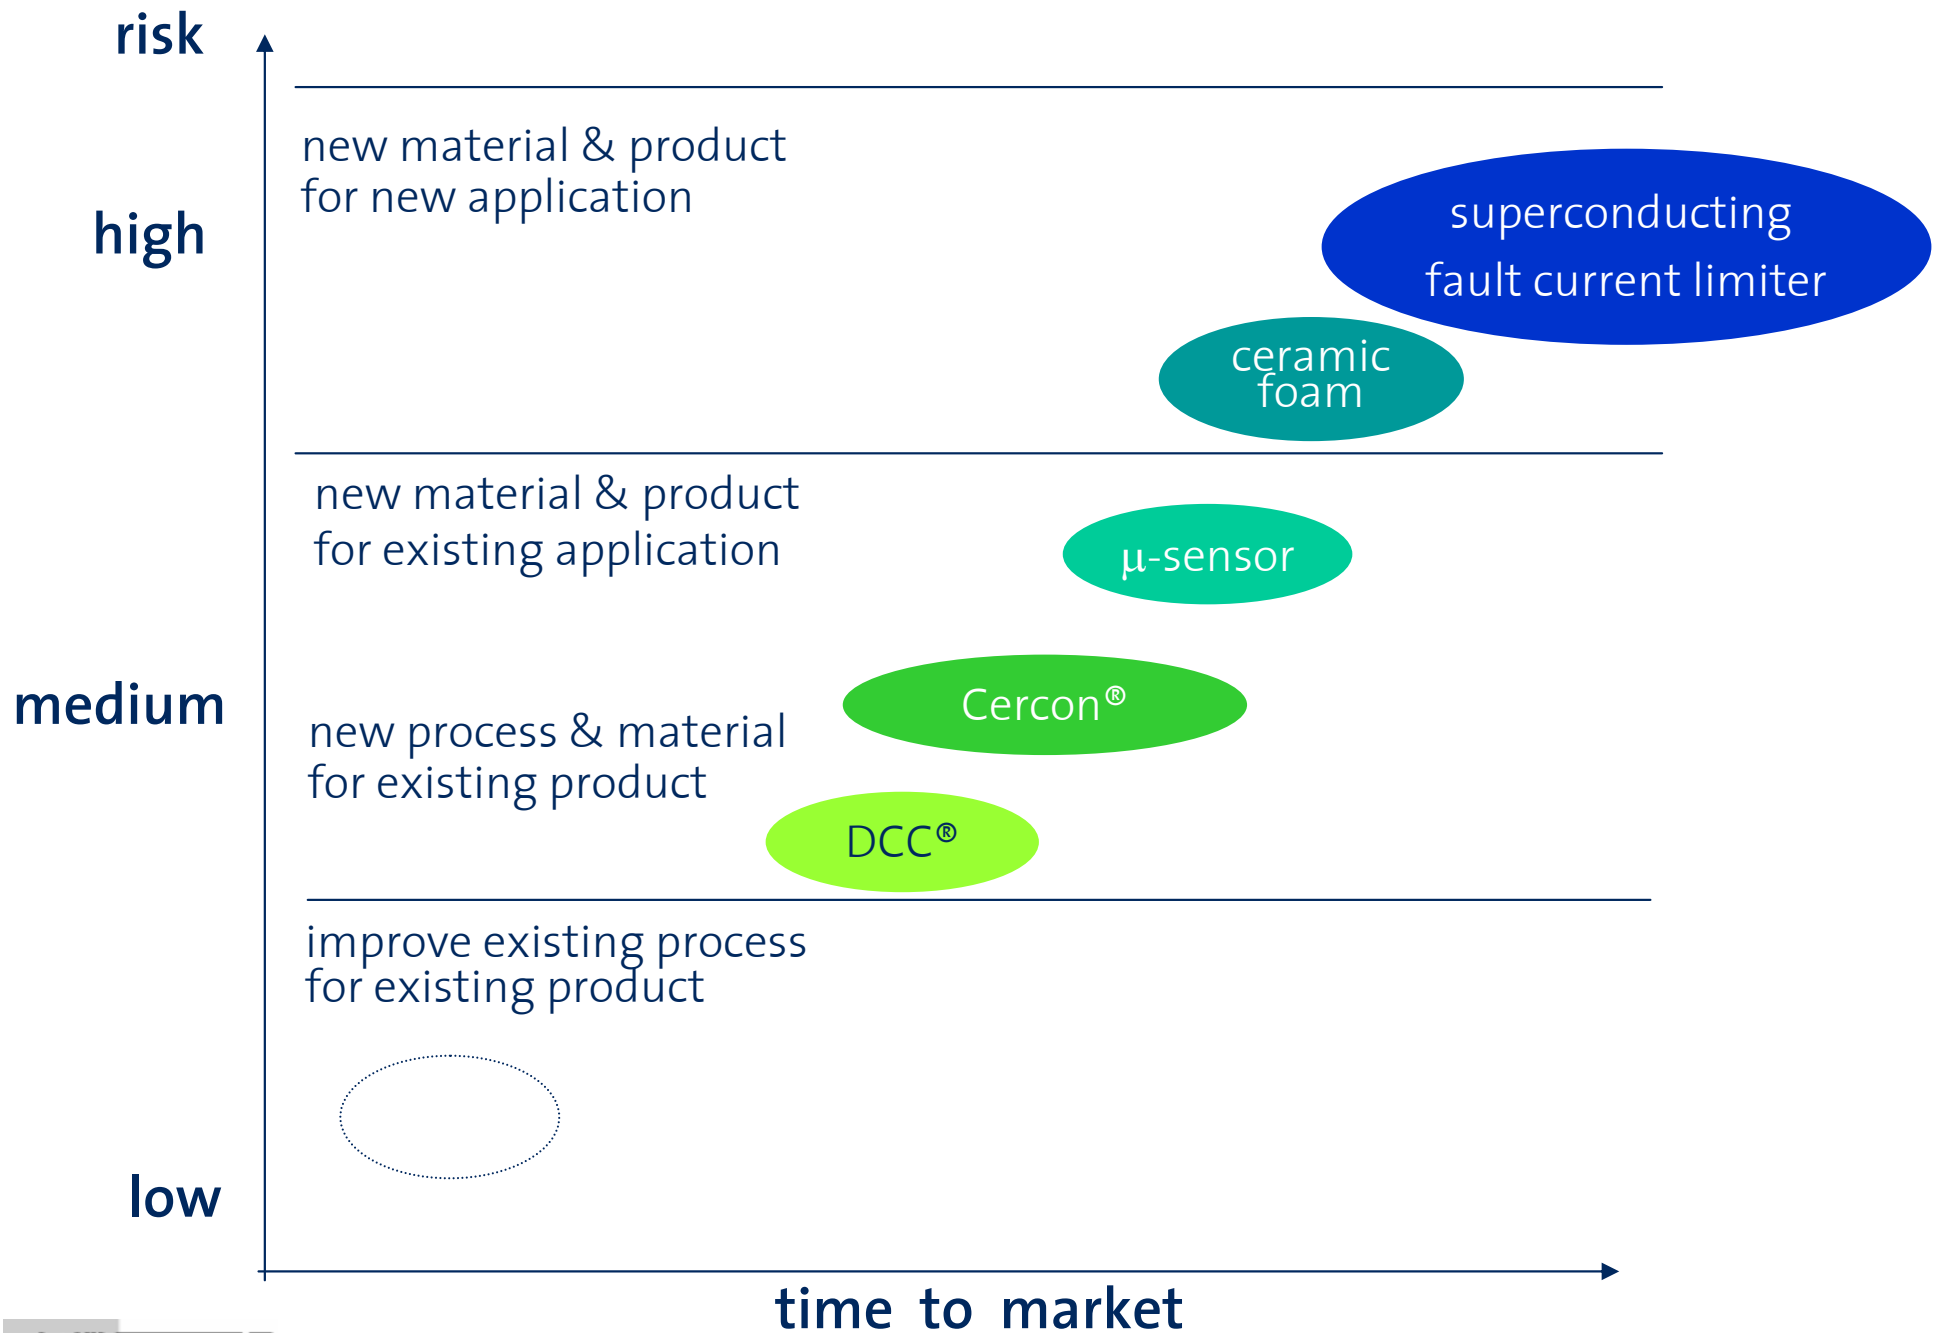 risk
new material & product
for new application
high
superconducting
fault current limiter
ceramic
foam
new material & product
for existing application
μ-sensor
medium
Cercon®
new process & material
for existing product
DCC®
improve existing process
for existing product
low
time to market